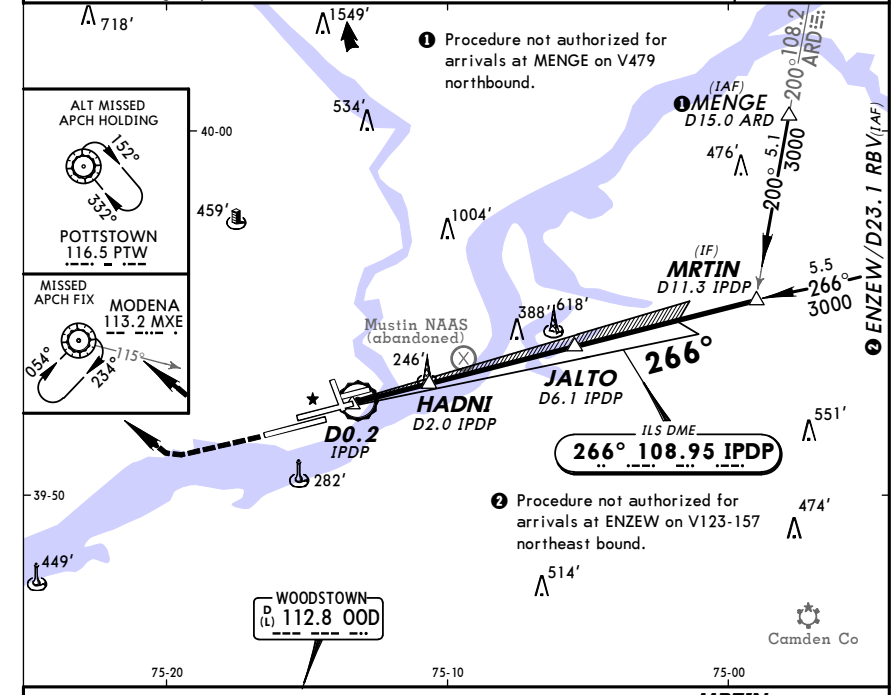 718'
1549'
❶ Procedure not authorized for
arrivals at MENGE on V479
northbound.
200°
108.2
ARD
(IAF)
❶MENGE
D15.0 ARD
ALT MISSED
APCH HOLDING
152°
332°
POTTSTOWN
116.5 PTW
40-00
534'
476'
200°
5.1
3000
459'
1004'
❷ ENZEW/D23.1 RBV(IAF)
MISSED
APCH FIX
MODENA
113.2 MXE
054°
234°
115°
(IF)
MRTIN
D11.3 IPDP
5.5
266°
3000
Mustin NAAS
(abandoned)
388'
618'
246'
266°
JALTO
D6.1 IPDP
HADNI
D2.0 IPDP
D0.2
IPDP
551'
ILS DME
266° 108.95 IPDP
282'
39-50
❷ Procedure not authorized for
arrivals at ENZEW on V123-157
northeast bound.
474'
449'
514'
WOODSTOWN
D
(L) 112.8 OOD
Camden Co
75-20
75-10
75-00
MRTIN